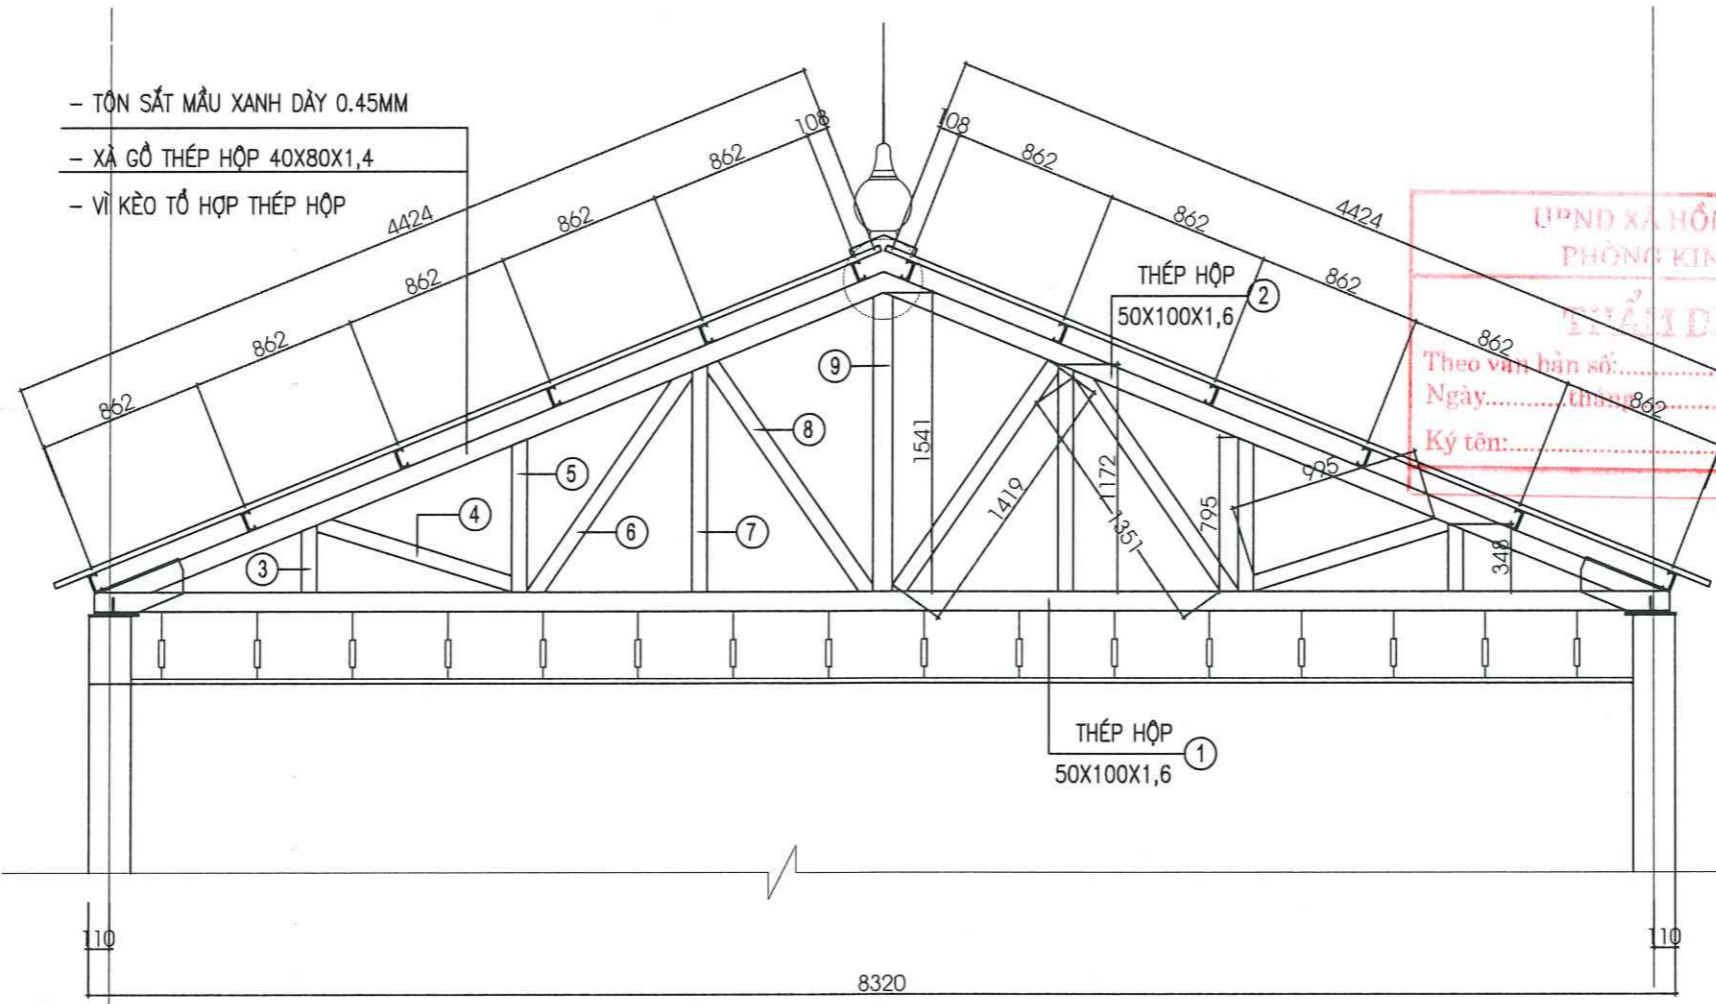 - TÔN SẮT MẦU XANH DÀY 0.45MM
- XÀ GỒ THÉP HỘP 40X80X1,4
- VÌ KÈO TỔ HỢP THÉP HỘP
4424
108
862
862
862
862
862
108
862
862
862
862
862
4424
THÉP HỘP
50X100X1,6
2
UPND XÃ
PHÒNG
THẨM
Theo văn bản số:
Ngày............tháng
Ký tên:
9
8
7
6
5
4
3
1541
1419
1172
1351
795
995
348
THÉP HỘP
50X100X1,6
1
110
110
8320